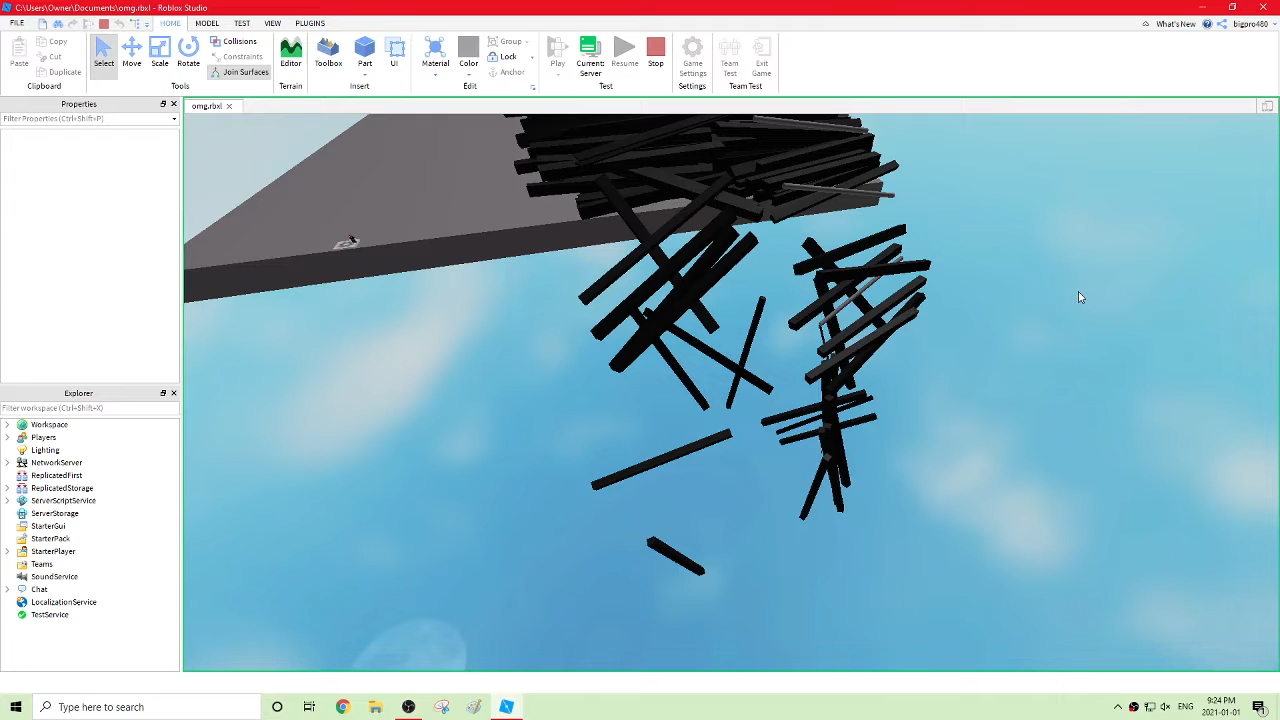 C:\Users\Owner\Documents\omg.rbxl - Roblox Studio
FILE HOME MODEL TEST VIEW PLUGINS What's New bigpro480
Paste Copy Cut Duplicate Clipboard
Select Move Scale Rotate Collisions Constraints Join Surfaces Tools
Editor Terrain
Toolbox Part UI Insert
Material Color Group Lock Anchor Edit
Play Current: Server Resume Stop Test
Game Settings Settings
Team Test Exit Game Team Test
Properties
omg.rbxl
Filter Properties (Ctrl+Shift+P)
Explorer
Filter workspace (Ctrl+Shift+X)
Workspace
Players
Lighting
NetworkServer
ReplicatedFirst
ReplicatedStorage
ServerScriptService
ServerStorage
StarterGui
StarterPack
StarterPlayer
Teams
SoundService
Chat
LocalizationService
TestService
Type here to search
ENG
9:24 PM
2021-01-01
1